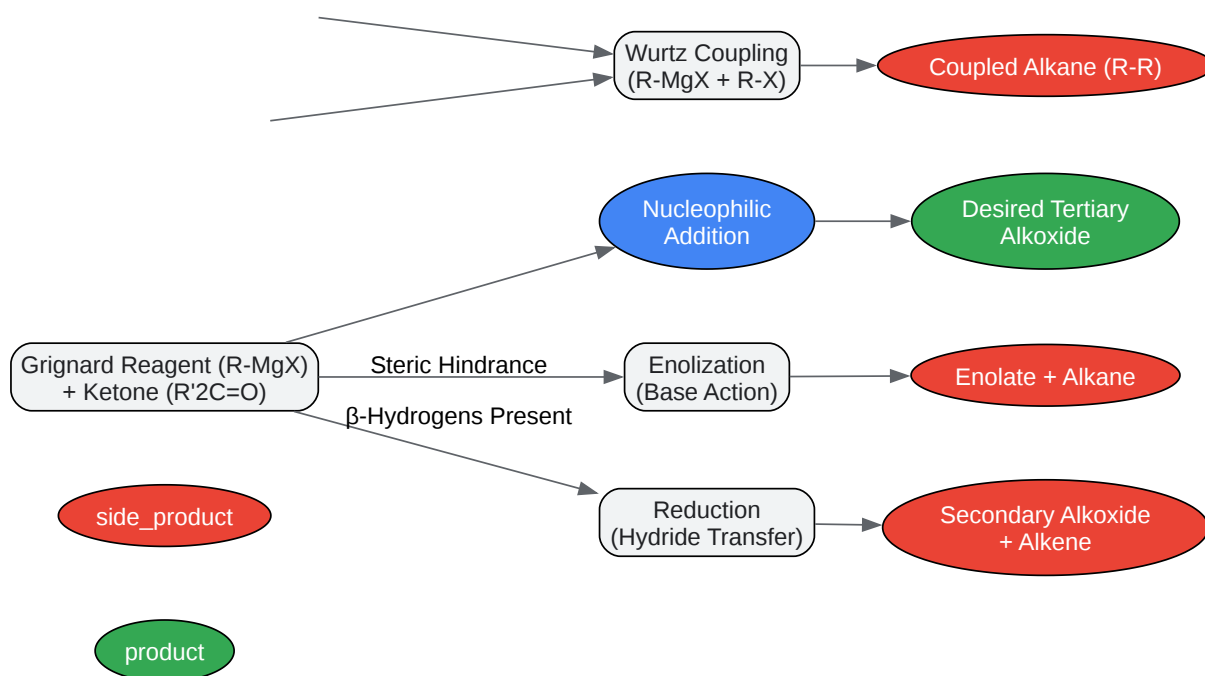 Wurtz Coupling
(R-MgX + R-X)
Coupled Alkane (R-R)
Nucleophilic
Addition
Desired Tertiary
Alkoxide
Grignard Reagent (R-MgX)
+ Ketone (R'2C=O)
Steric Hindrance
Enolization
(Base Action)
Enolate + Alkane
β-Hydrogens Present
Reduction
(Hydride Transfer)
Secondary Alkoxide
+ Alkene
side_product
product